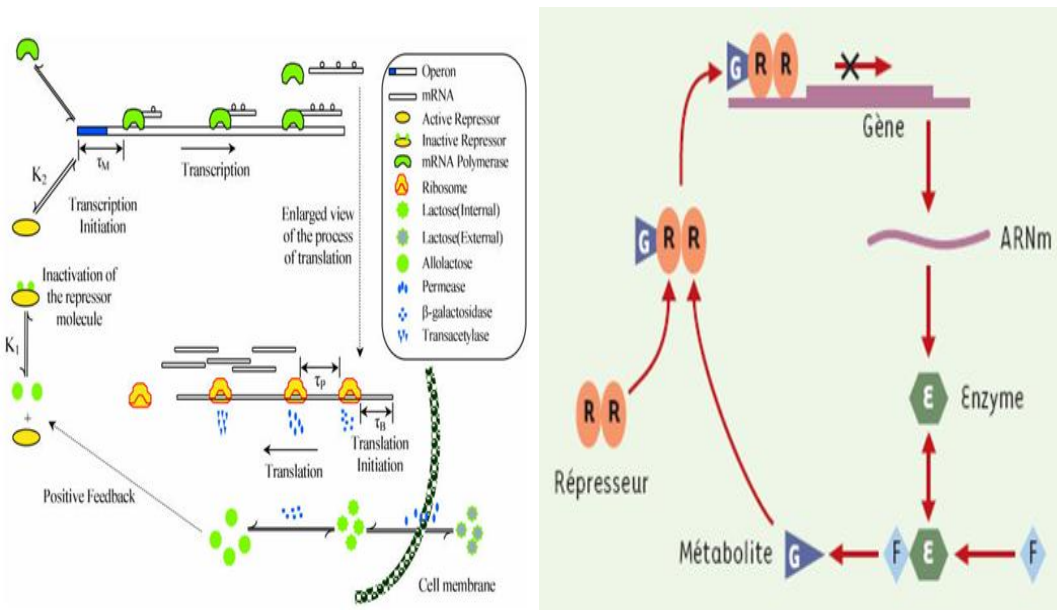 K₂
τM
Transcription
Initiation
Transcription
Enlarged view
of the process
of translation
Operon
mRNA
Active Repressor
Inactive Repressor
mRNA Polymerase
Ribosome
Lactose(Internal)
Lactose(External)
Allolactose
Permease
β-galactosidase
Transacetylase
Inactivation of
the repressor
molecule
K₁
+
τP
τB
Translation
Initiation
Translation
Positive Feedback
Cell membrane
G R R
Gène
G R R
ARNm
R R
Répresseur
ε Enzyme
Métabolite G
F ε
F